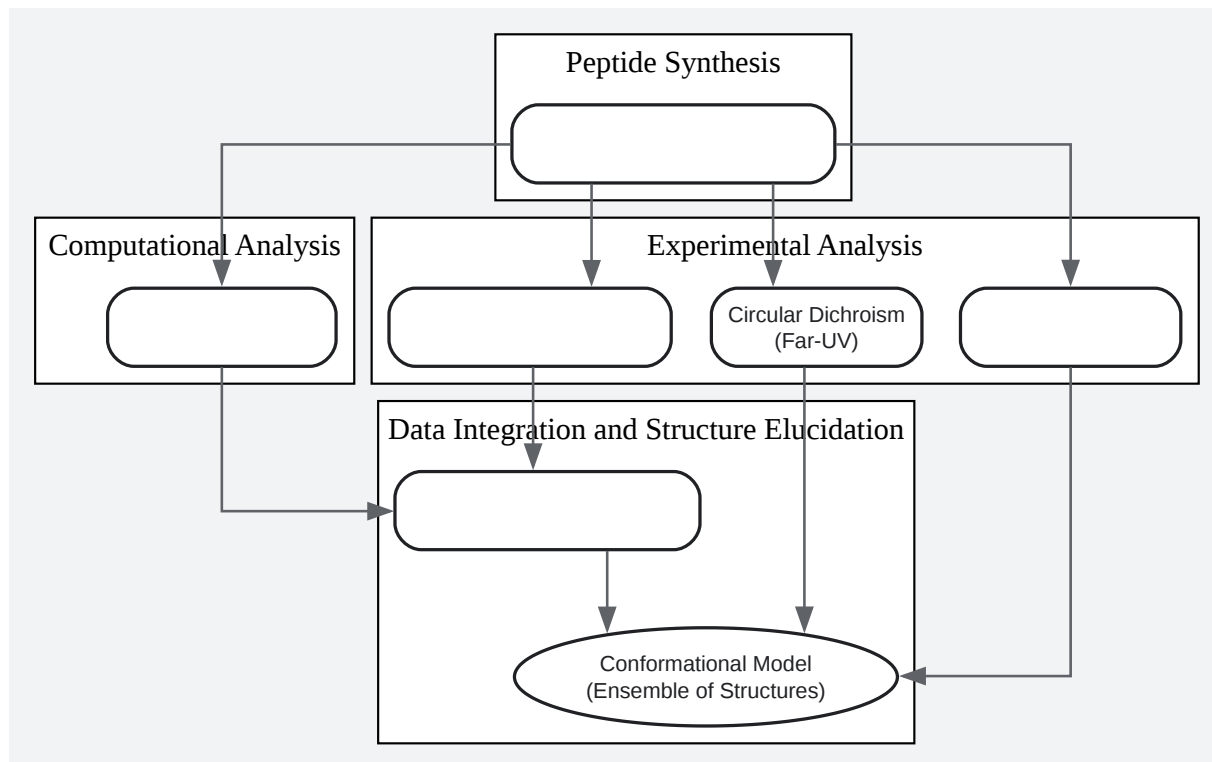 Peptide Synthesis
Computational Analysis
Experimental Analysis
Circular Dichroism
(Far-UV)
Data Integration and Structure Elucidation
Conformational Model
(Ensemble of Structures)